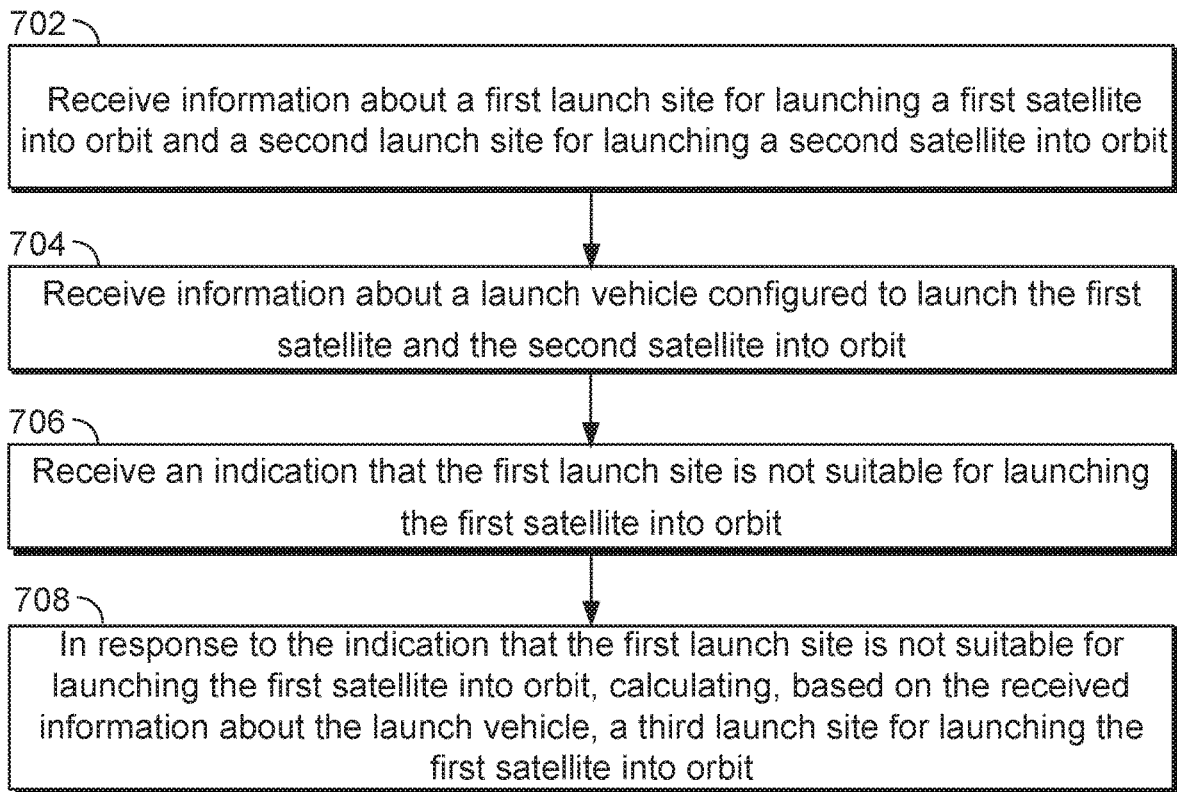 702
Receive information about a first launch site for launching a first satellite
into orbit and a second launch site for launching a second satellite into orbit
704
Receive information about a launch vehicle configured to launch the first
satellite and the second satellite into orbit
706
Receive an indication that the first launch site is not suitable for launching
the first satellite into orbit
708
In response to the indication that the first launch site is not suitable for
launching the first satellite into orbit, calculating, based on the received
information about the launch vehicle, a third launch site for launching the
first satellite into orbit